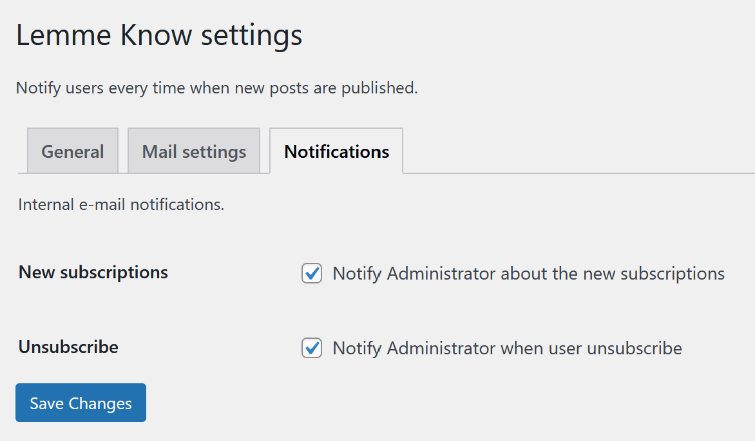 Lemme Know settings
Notify users every time when new posts are published.
General Mail settings Notifications
Internal e-mail notifications.
New subscriptions Notify Administrator about the new subscriptions
Unsubscribe Notify Administrator when user unsubscribe
Save Changes